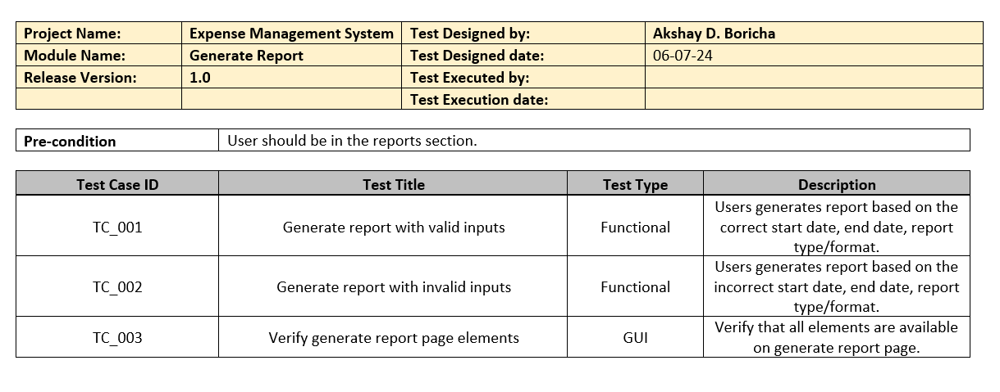 Project Name: Expense Management System Test Designed by: Akshay D. Boricha
Module Name: Generate Report Test Designed date: 06-07-24
Release Version: 1.0 Test Executed by:
Test Execution date:
Pre-condition User should be in the reports section.
Test Case ID Test Title Test Type Description
TC_001 Generate report with valid inputs Functional Users generates report based on the
correct start date, end date, report
type/format.
TC_002 Generate report with invalid inputs Functional Users generates report based on the
incorrect start date, end date, report
type/format.
TC_003 Verify generate report page elements GUI Verify that all elements are available
on generate report page.